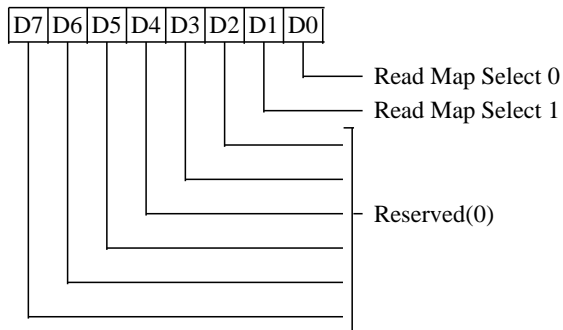 D7 D6 D5 D4 D3 D2 D1 D0
Read Map Select 0
Read Map Select 1
Reserved(0)